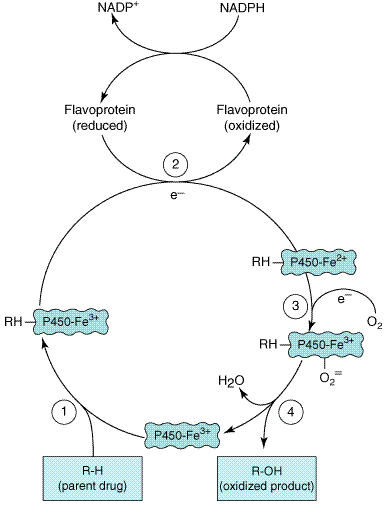 NADP⁺ NADPH
Flavoprotein Flavoprotein
(reduced) (oxidized)
2
e⁻
RH P450-Fe²⁺
3
e⁻
O₂
RH P450-Fe³⁺
RH P450-Fe³⁺
O₂⁼
H₂O
1
4
P450-Fe³⁺
R-H
(parent drug)
R-OH
(oxidized product)